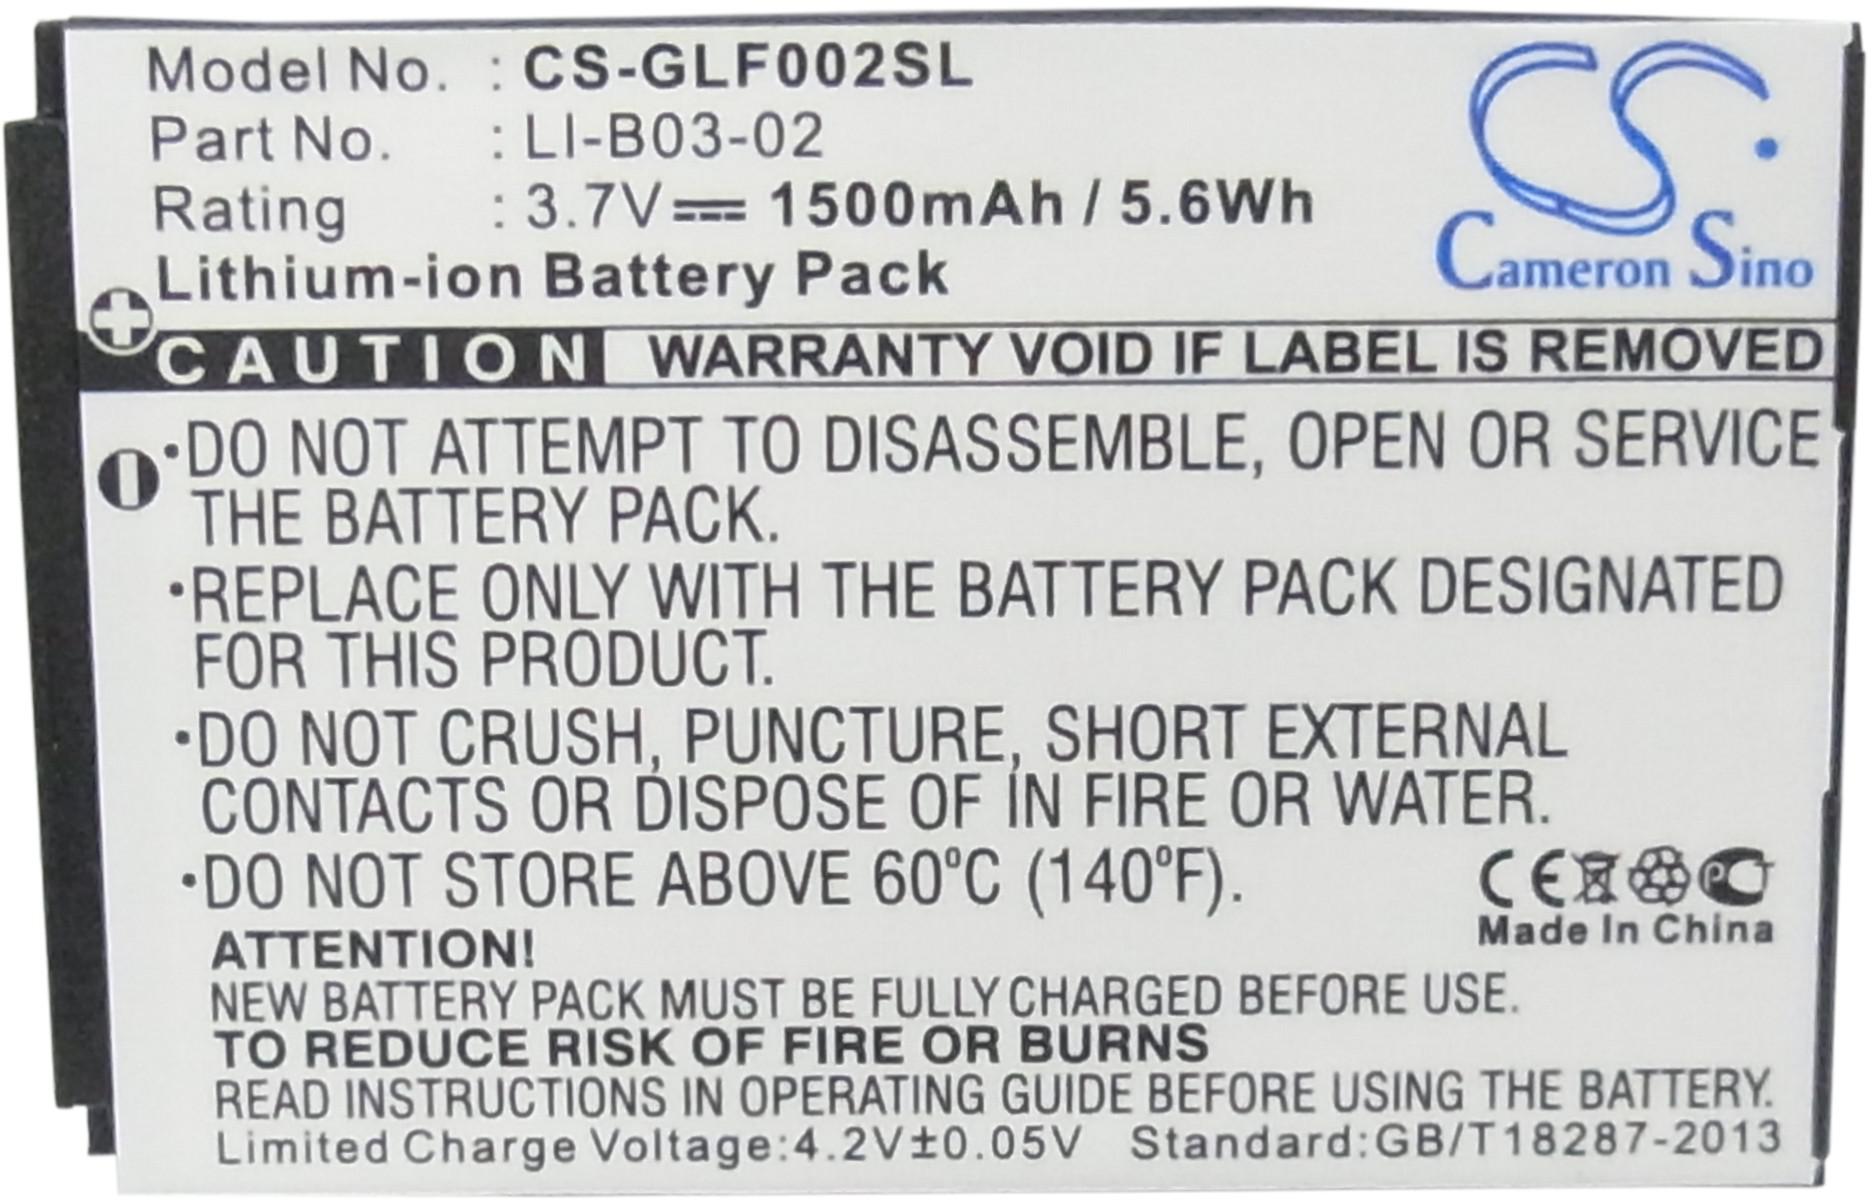 Model No. : CS-GLF002SL
Part No. : LI-B03-02
Rating : 3.7V⎓ 1500mAh / 5.6Wh
Lithium-ion Battery Pack
CS
Cameron Sino
CAUTION WARRANTY VOID IF LABEL IS REMOVED
•DO NOT ATTEMPT TO DISASSEMBLE, OPEN OR SERVICE
THE BATTERY PACK.
•REPLACE ONLY WITH THE BATTERY PACK DESIGNATED
FOR THIS PRODUCT.
•DO NOT CRUSH, PUNCTURE, SHORT EXTERNAL
CONTACTS OR DISPOSE OF IN FIRE OR WATER.
•DO NOT STORE ABOVE 60ºC (140ºF).
CE PCT
Made In China
ATTENTION!
NEW BATTERY PACK MUST BE FULLY CHARGED BEFORE USE.
TO REDUCE RISK OF FIRE OR BURNS
READ INSTRUCTIONS IN OPERATING GUIDE BEFORE USING THE BATTERY.
Limited Charge Voltage:4.2V±0.05V Standard:GB/T18287-2013